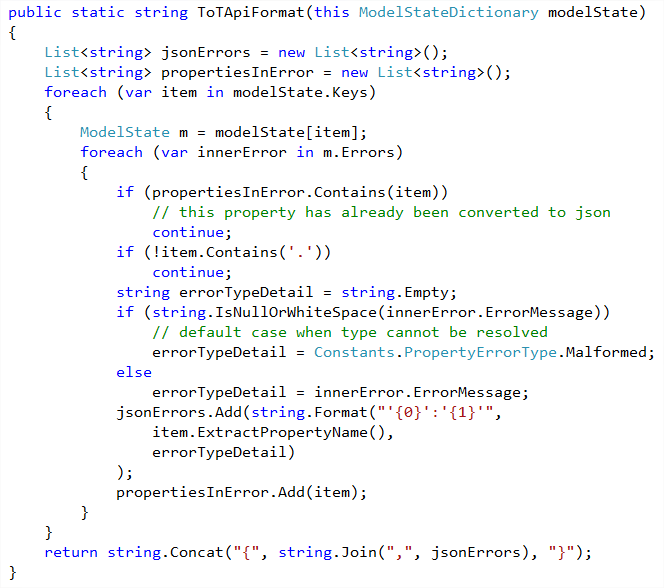 public static string ToTApiFormat(this ModelStateDictionary modelState)
{
    List<string> jsonErrors = new List<string>();
    List<string> propertiesInError = new List<string>();
    foreach (var item in modelState.Keys)
    {
        ModelState m = modelState[item];
        foreach (var innerError in m.Errors)
        {
            if (propertiesInError.Contains(item))
                // this property has already been converted to json
                continue;
            if (!item.Contains('.'))
                continue;
            string errorTypeDetail = string.Empty;
            if (string.IsNullOrWhiteSpace(innerError.ErrorMessage))
                // default case when type cannot be resolved
                errorTypeDetail = Constants.PropertyErrorType.Malformed;
            else
                errorTypeDetail = innerError.ErrorMessage;
            jsonErrors.Add(string.Format("'{0}':'{1}'",
                item.ExtractPropertyName(),
                errorTypeDetail)
            );
            propertiesInError.Add(item);
        }
    }
    return string.Concat("{", string.Join(",", jsonErrors), "}");
}